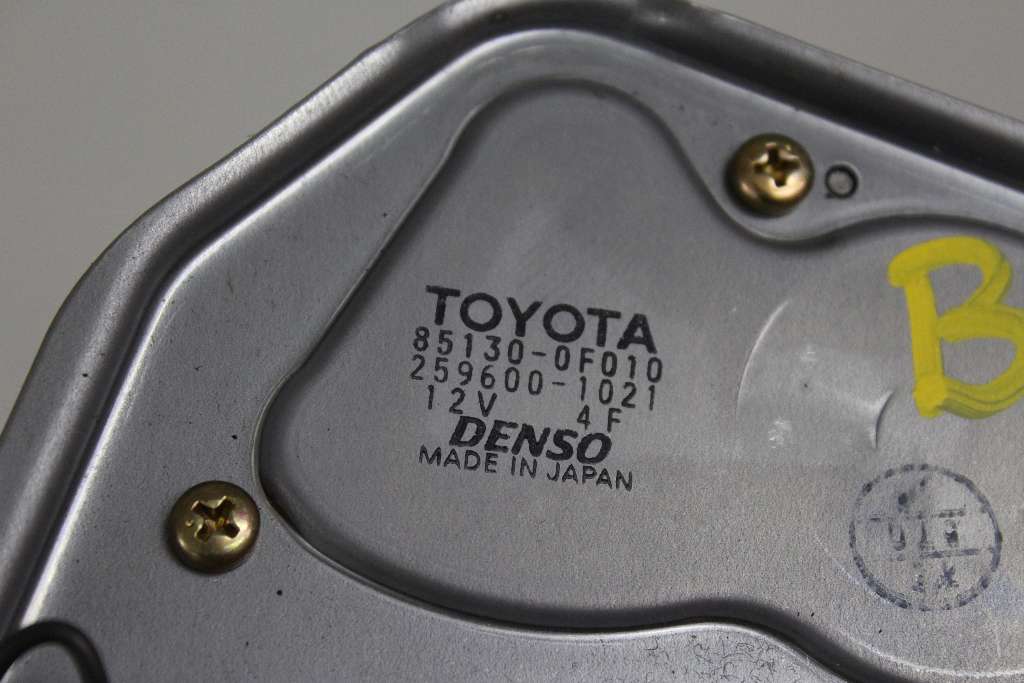 TOYOTA
85130-0F010
259600-1021
12V 4F
DENSO
MADE IN JAPAN
B